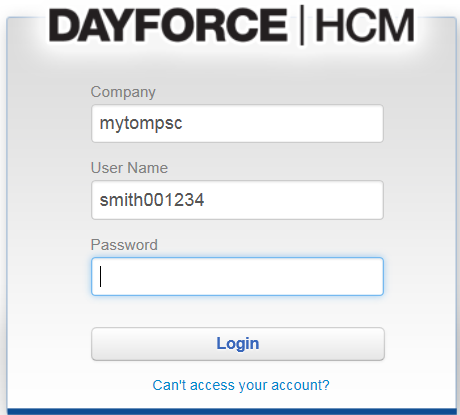 DAYFORCE | HCM
Company
mytompsc
User Name
smith001234
Password
Login
Can't access your account?